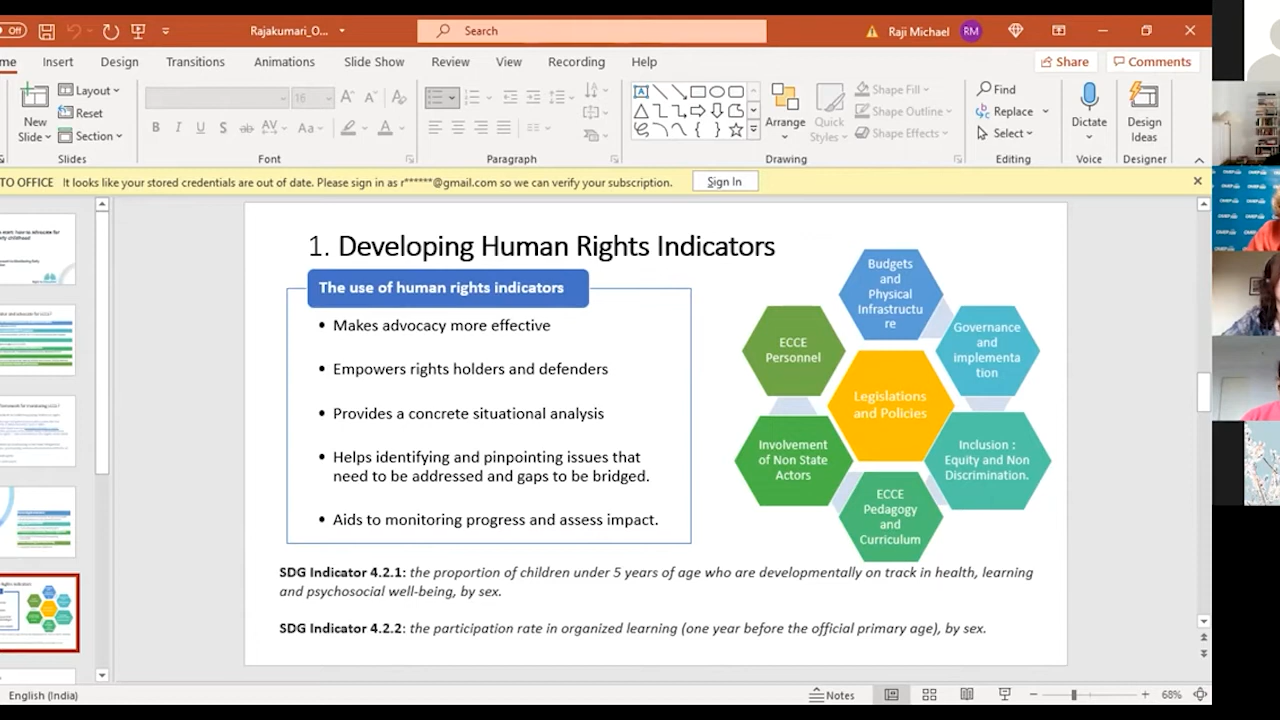 Off
Rajakumari_O...
Search
Raji Michael
RM
me
Insert
Design
Transitions
Animations
Slide Show
Review
View
Recording
Help
Share
Comments
New
Slide
Layout
Reset
Section
Slides
16
Font
Paragraph
Arrange
Quick
Styles
Shape Fill
Shape Outline
Shape Effects
Drawing
Find
Replace
Select
Editing
Dictate
Voice
Design
Ideas
Designer
TO OFFICE It looks like your stored credentials are out of date. Please sign in as r******@gmail.com so we can verify your subscription.
Sign In
1. Developing Human Rights Indicators
The use of human rights indicators
• Makes advocacy more effective
• Empowers rights holders and defenders
• Provides a concrete situational analysis
• Helps identifying and pinpointing issues that
need to be addressed and gaps to be bridged.
• Aids to monitoring progress and assess impact.
Budgets
and
Physical
Infrastructu
re
Governance
and
implementa
tion
Inclusion :
Equity and Non
Discrimination.
ECCE
Pedagogy
and
Curriculum
Involvement
of Non State
Actors
ECCE
Personnel
Legislations
and Policies
SDG Indicator 4.2.1: the proportion of children under 5 years of age who are developmentally on track in health, learning
and psychosocial well-being, by sex.
SDG Indicator 4.2.2: the participation rate in organized learning (one year before the official primary age), by sex.
English (India)
Notes
68%